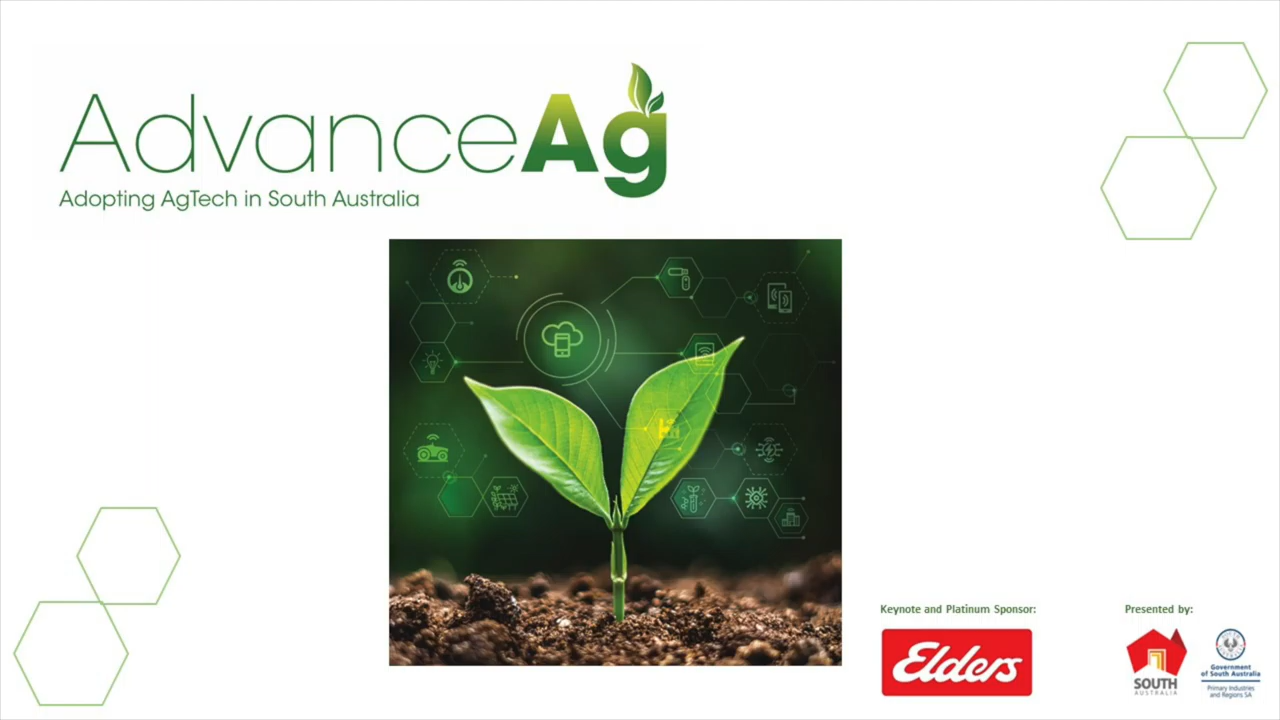 AdvanceAg
Adopting AgTech in South Australia
Keynote and Platinum Sponsor:
Elders
Presented by:
SOUTH
AUSTRALIA
Government
of South Australia
Primary Industries
and Regions SA